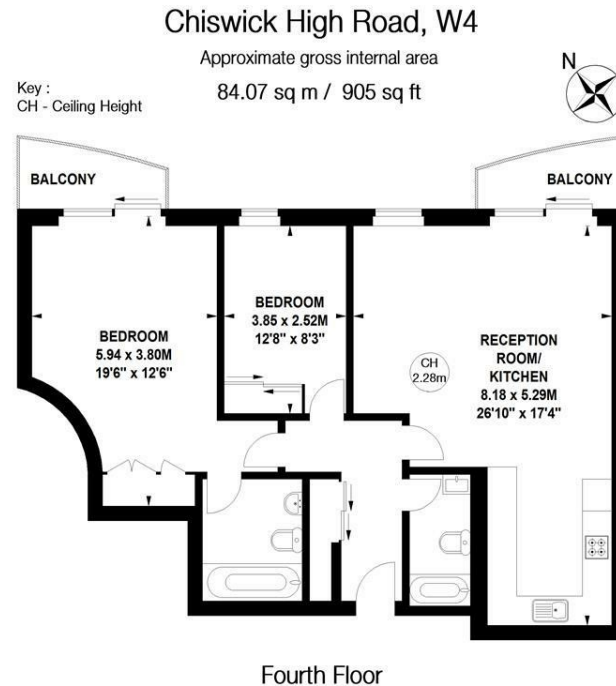 Chiswick High Road, W4
Approximate gross internal area
84.07 sq m / 905 sq ft
Key :
CH - Ceiling Height
N
BALCONY
BALCONY
BEDROOM
5.94 x 3.80M
19'6" x 12'6"
BEDROOM
3.85 x 2.52M
12'8" x 8'3"
CH
2.28m
RECEPTION
ROOM/
KITCHEN
8.18 x 5.29M
26'10" x 17'4"
Fourth Floor